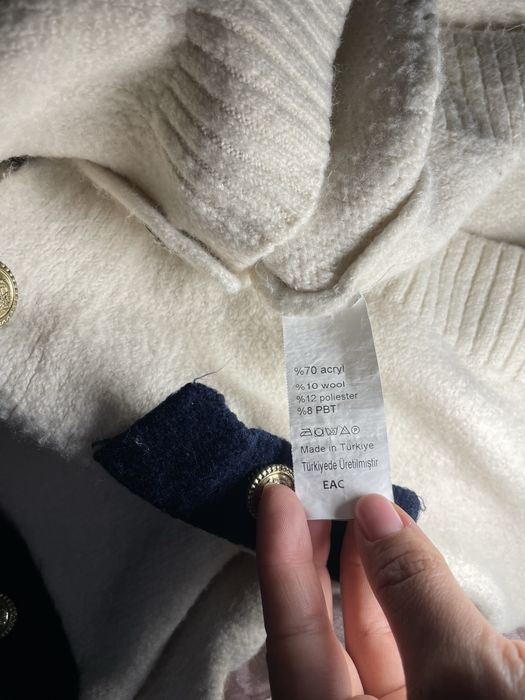 %70 acryl
%10 wool
%12 poliester
%8 PBT
Made in Türkiye
Türkiyede Üretilmiştir
EAC